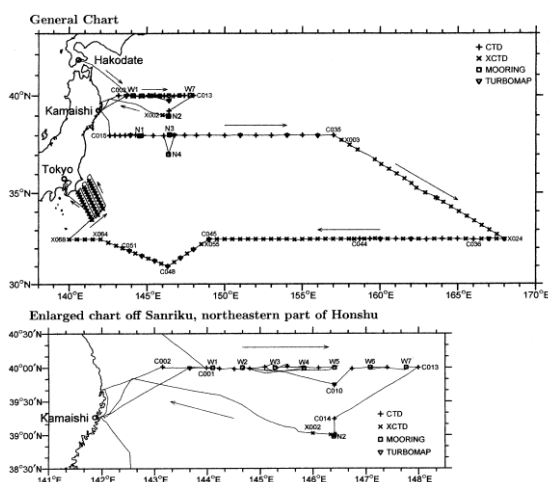 General Chart
40°N
35°N
30°N
140°E
145°E
150°E
155°E
160°E
165°E
170°E
Hakodate
Kamaishi
Tokyo
+ CTD
× XCTD
MOORING
TURBOMAP
C002 W1 W7 C013
X002 N2
C015 N1 N3 C035
X003
N4
X068 X064 C051 C048 C045 X055 C044 C036 X024
Enlarged chart off Sanriku, northeastern part of Honshu
40°30'N
40°00'N
39°30'N
39°00'N
38°30'N
141°E
142°E
143°E
144°E
145°E
146°E
147°E
148°E
Kamaishi
C002 C001 W1 W2 W3 W4 W5 W6 W7 C013
C010
C014
X002 N2
+ CTD
× XCTD
MOORING
TURBOMAP